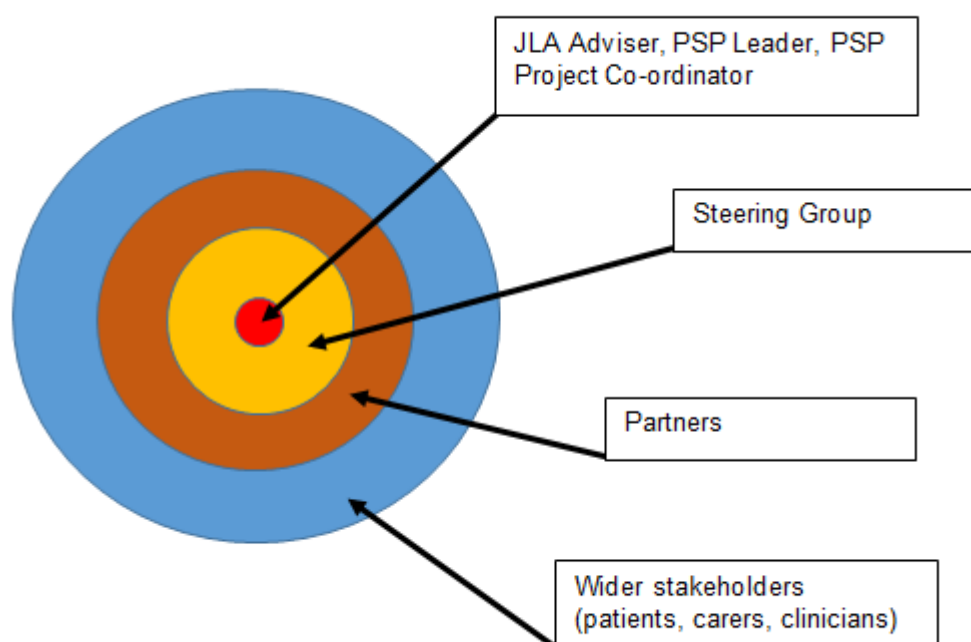 JLA Adviser, PSP Leader, PSP
Project Co-ordinator
Steering Group
Partners
Wider stakeholders
(patients, carers, clinicians)